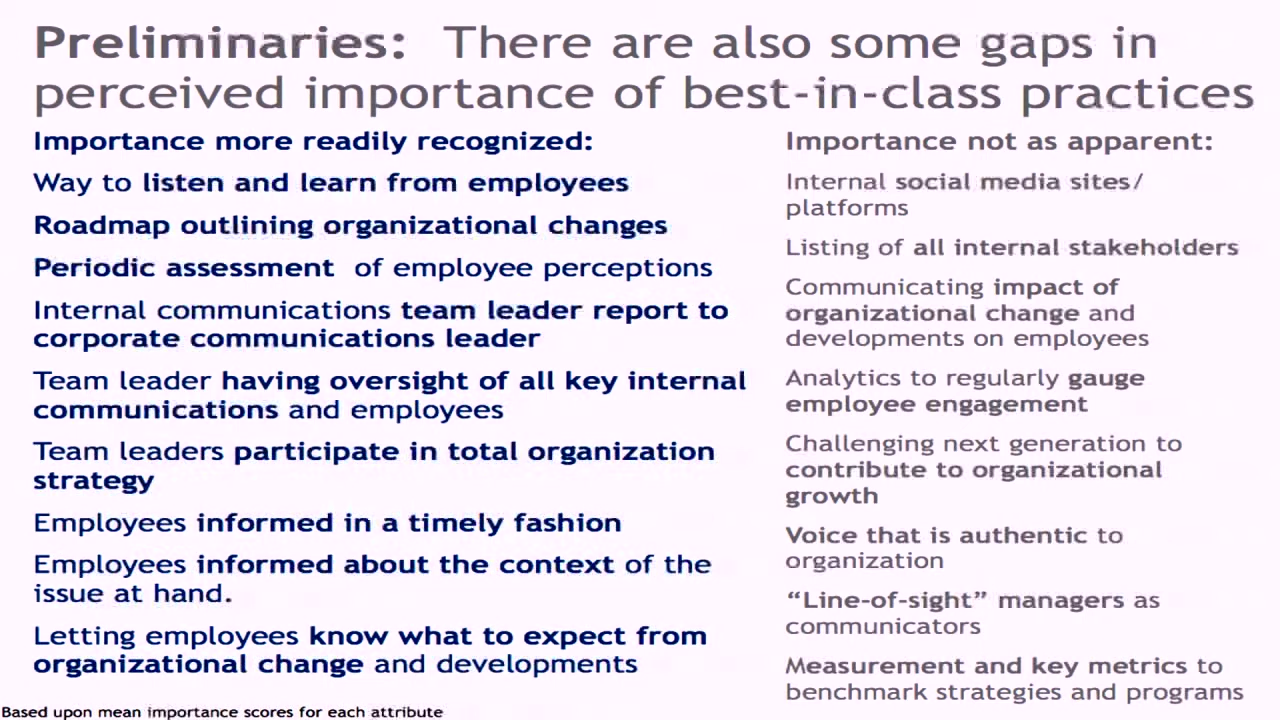 Preliminaries: There are also some gaps in
perceived importance of best-in-class practices
Importance more readily recognized:
Way to listen and learn from employees
Roadmap outlining organizational changes
Periodic assessment of employee perceptions
Internal communications team leader report to
corporate communications leader
Team leader having oversight of all key internal
communications and employees
Team leaders participate in total organization
strategy
Employees informed in a timely fashion
Employees informed about the context of the
issue at hand.
Letting employees know what to expect from
organizational change and developments
Importance not as apparent:
Internal social media sites/
platforms
Listing of all internal stakeholders
Communicating impact of
organizational change and
developments on employees
Analytics to regularly gauge
employee engagement
Challenging next generation to
contribute to organizational
growth
Voice that is authentic to
organization
“Line-of-sight” managers as
communicators
Measurement and key metrics to
benchmark strategies and programs
Based upon mean importance scores for each attribute